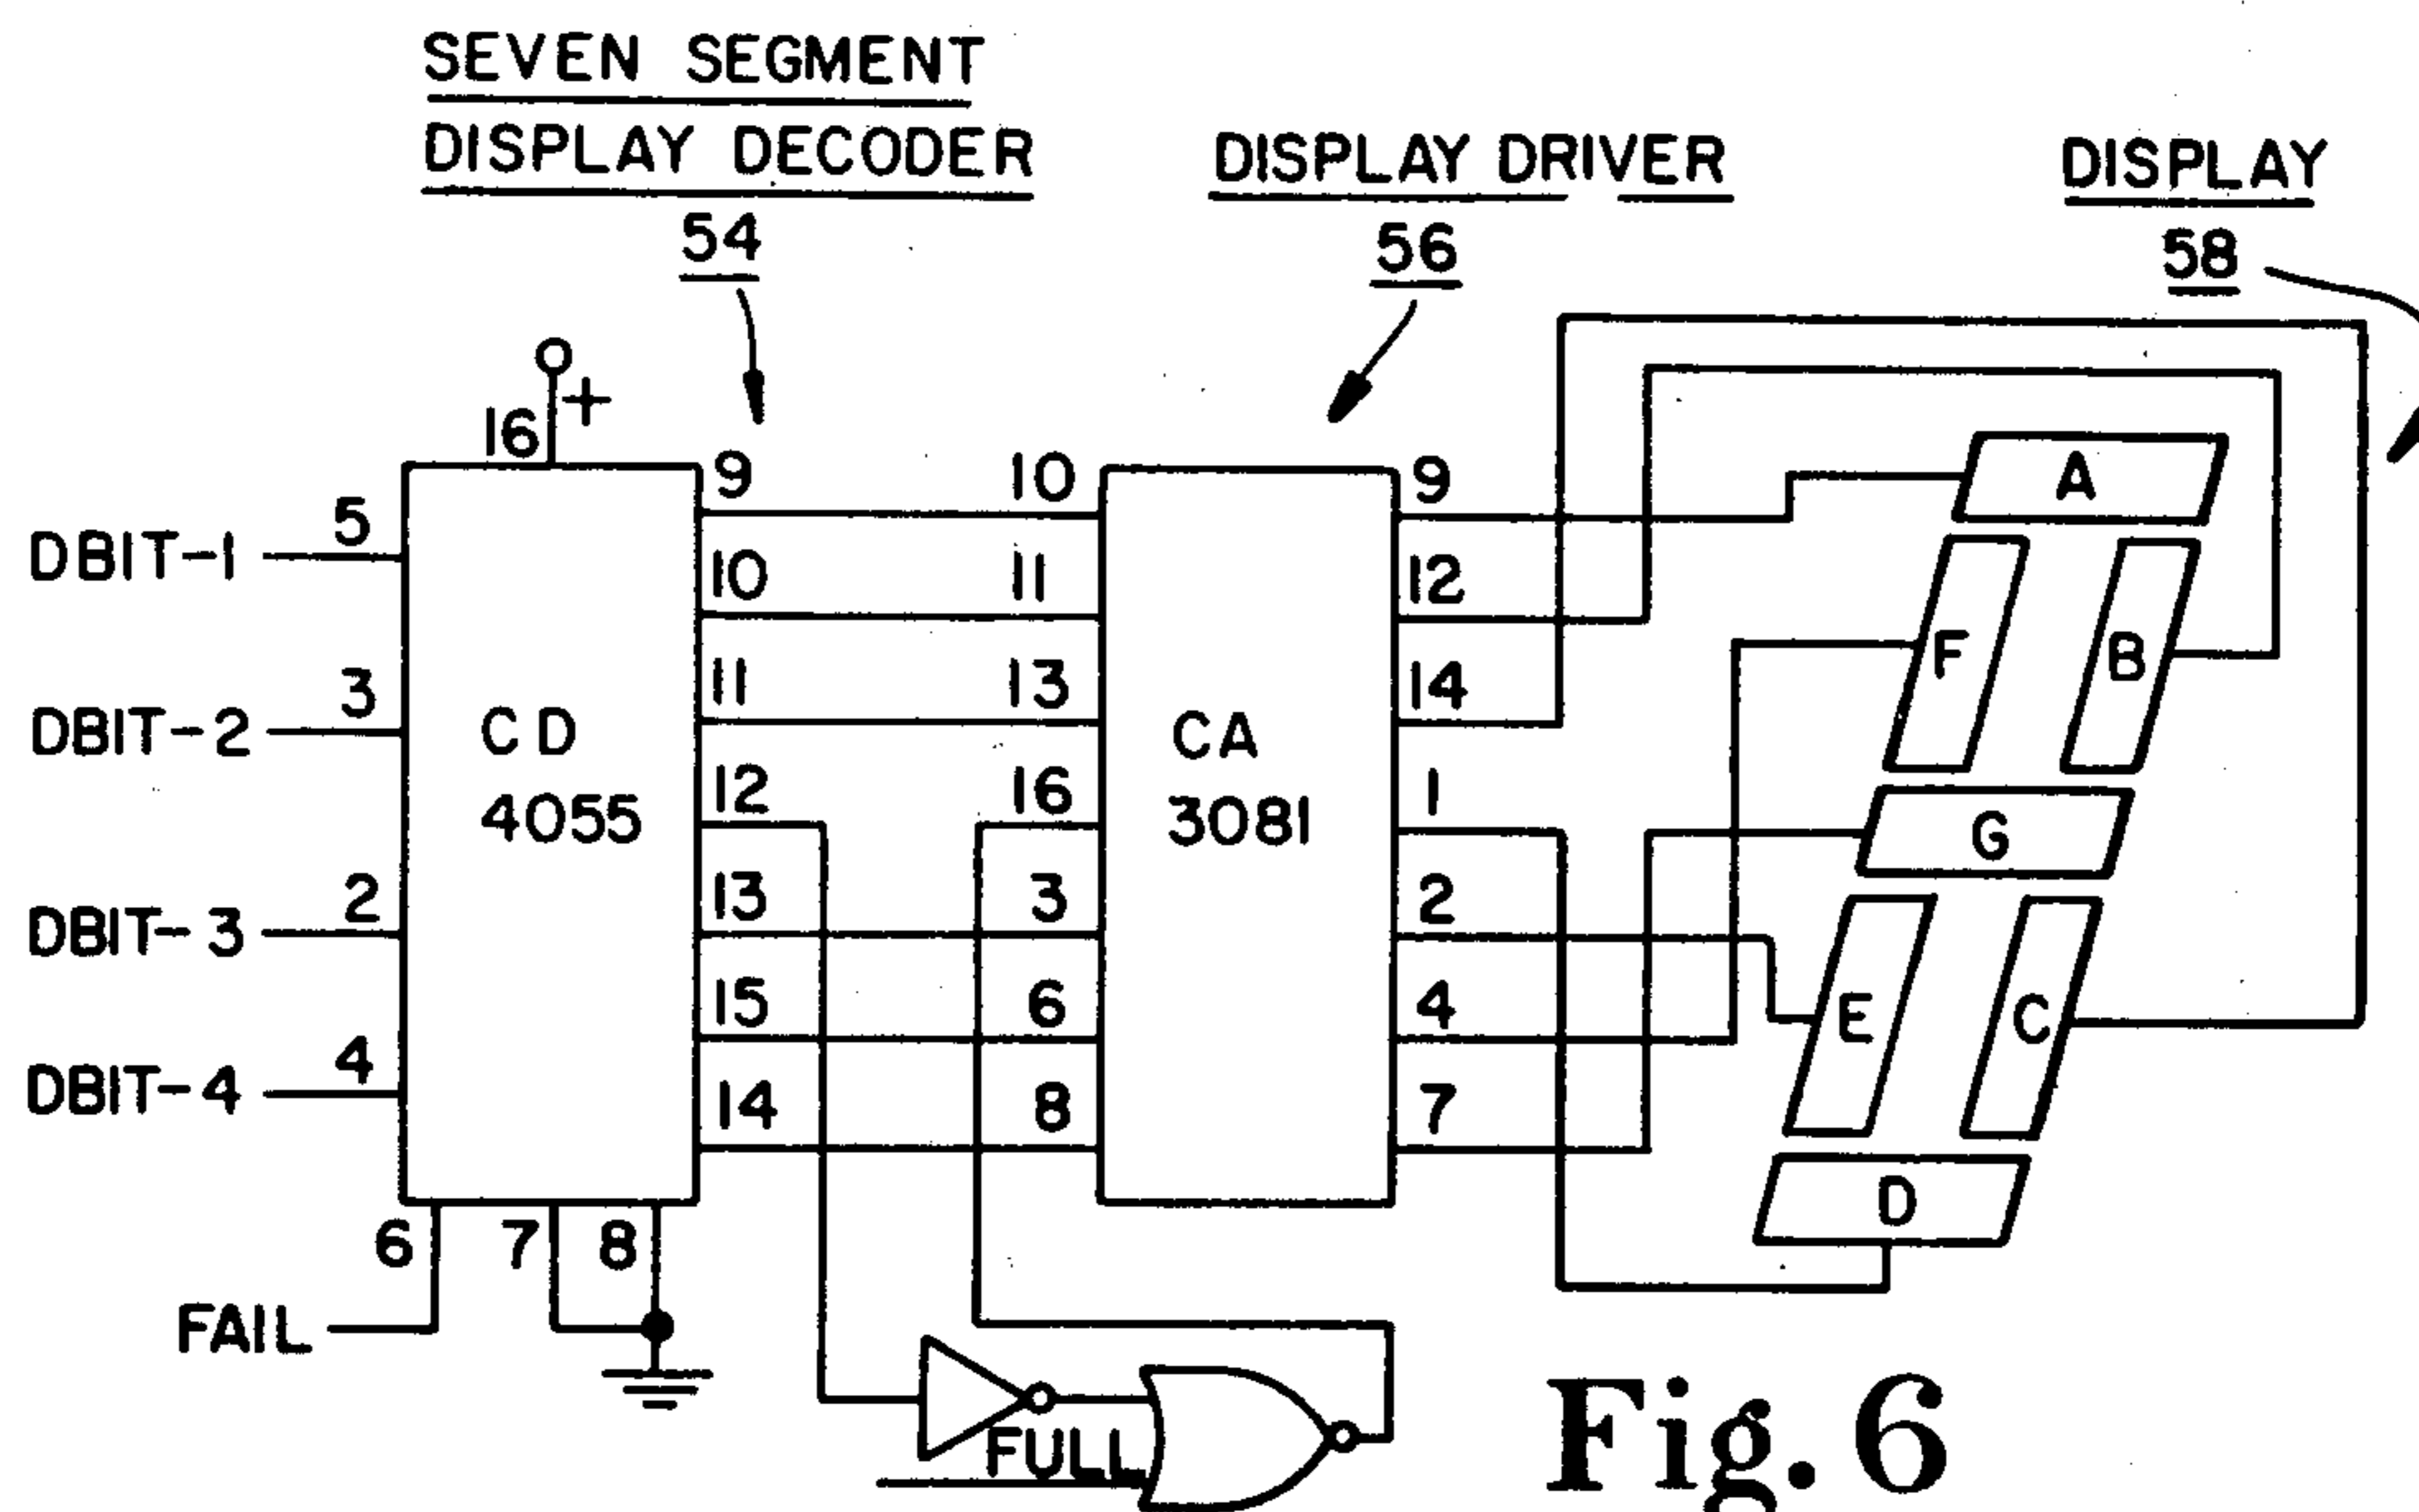 SEVEN SEGMENT
DISPLAY DECODER
54
DISPLAY DRIVER
56
DISPLAY
58
+
16
DBIT-1 5
DBIT-2 3
DBIT-3 2
DBIT-4 4
CD
4055
9
10
11
12
13
15
14
6 7 8
FAIL
10
11
13
16
3
6
8
CA
3081
9
12
14
1
2
4
7
A
F B
G
E C
D
FULL
Fig. 6